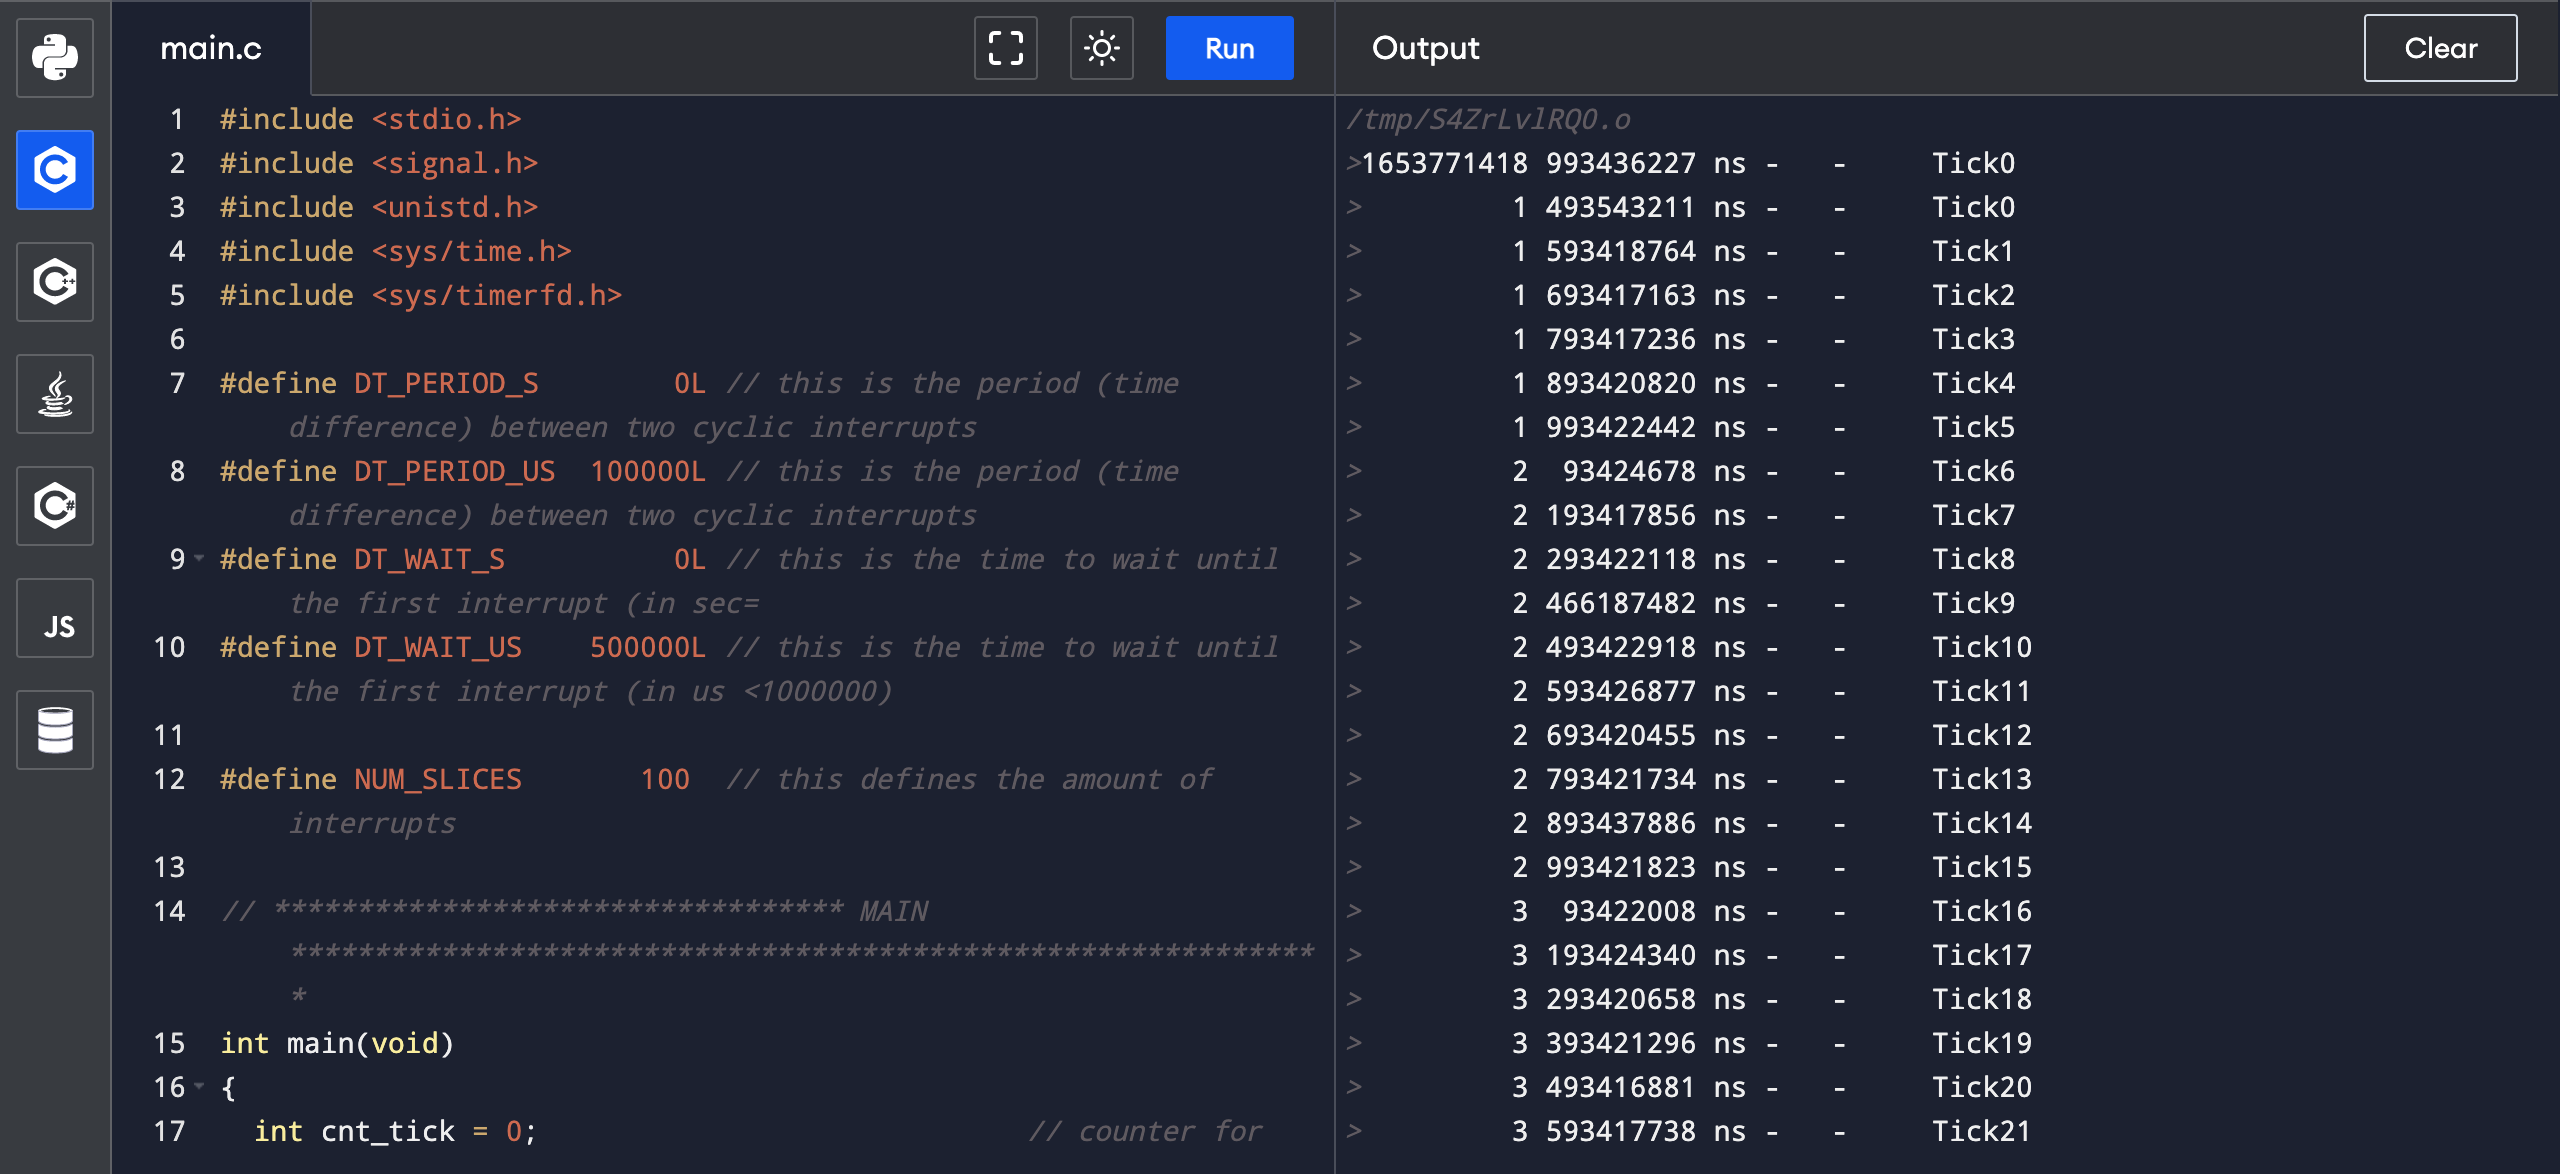 main.c
Run
Output
Clear
JS
1 #include <stdio.h>
2 #include <signal.h>
3 #include <unistd.h>
4 #include <sys/time.h>
5 #include <sys/timerfd.h>
6
7 #define DT_PERIOD_S        0L // this is the period (time
difference) between two cyclic interrupts
8 #define DT_PERIOD_US  100000L // this is the period (time
difference) between two cyclic interrupts
9 #define DT_WAIT_S          0L // this is the time to wait until
the first interrupt (in sec=
10 #define DT_WAIT_US    500000L // this is the time to wait until
the first interrupt (in us <1000000)
11
12 #define NUM_SLICES       100  // this defines the amount of
interrupts
13
14 // ********************************** MAIN
*************************************************************
*
15 int main(void)
16 {
17   int cnt_tick = 0;                             // counter for
/tmp/S4ZrLvlRQO.o
>1653771418 993436227 ns -   -     Tick0
>         1 493543211 ns -   -     Tick0
>         1 593418764 ns -   -     Tick1
>         1 693417163 ns -   -     Tick2
>         1 793417236 ns -   -     Tick3
>         1 893420820 ns -   -     Tick4
>         1 993422442 ns -   -     Tick5
>         2  93424678 ns -   -     Tick6
>         2 193417856 ns -   -     Tick7
>         2 293422118 ns -   -     Tick8
>         2 466187482 ns -   -     Tick9
>         2 493422918 ns -   -     Tick10
>         2 593426877 ns -   -     Tick11
>         2 693420455 ns -   -     Tick12
>         2 793421734 ns -   -     Tick13
>         2 893437886 ns -   -     Tick14
>         2 993421823 ns -   -     Tick15
>         3  93422008 ns -   -     Tick16
>         3 193424340 ns -   -     Tick17
>         3 293420658 ns -   -     Tick18
>         3 393421296 ns -   -     Tick19
>         3 493416881 ns -   -     Tick20
>         3 593417738 ns -   -     Tick21